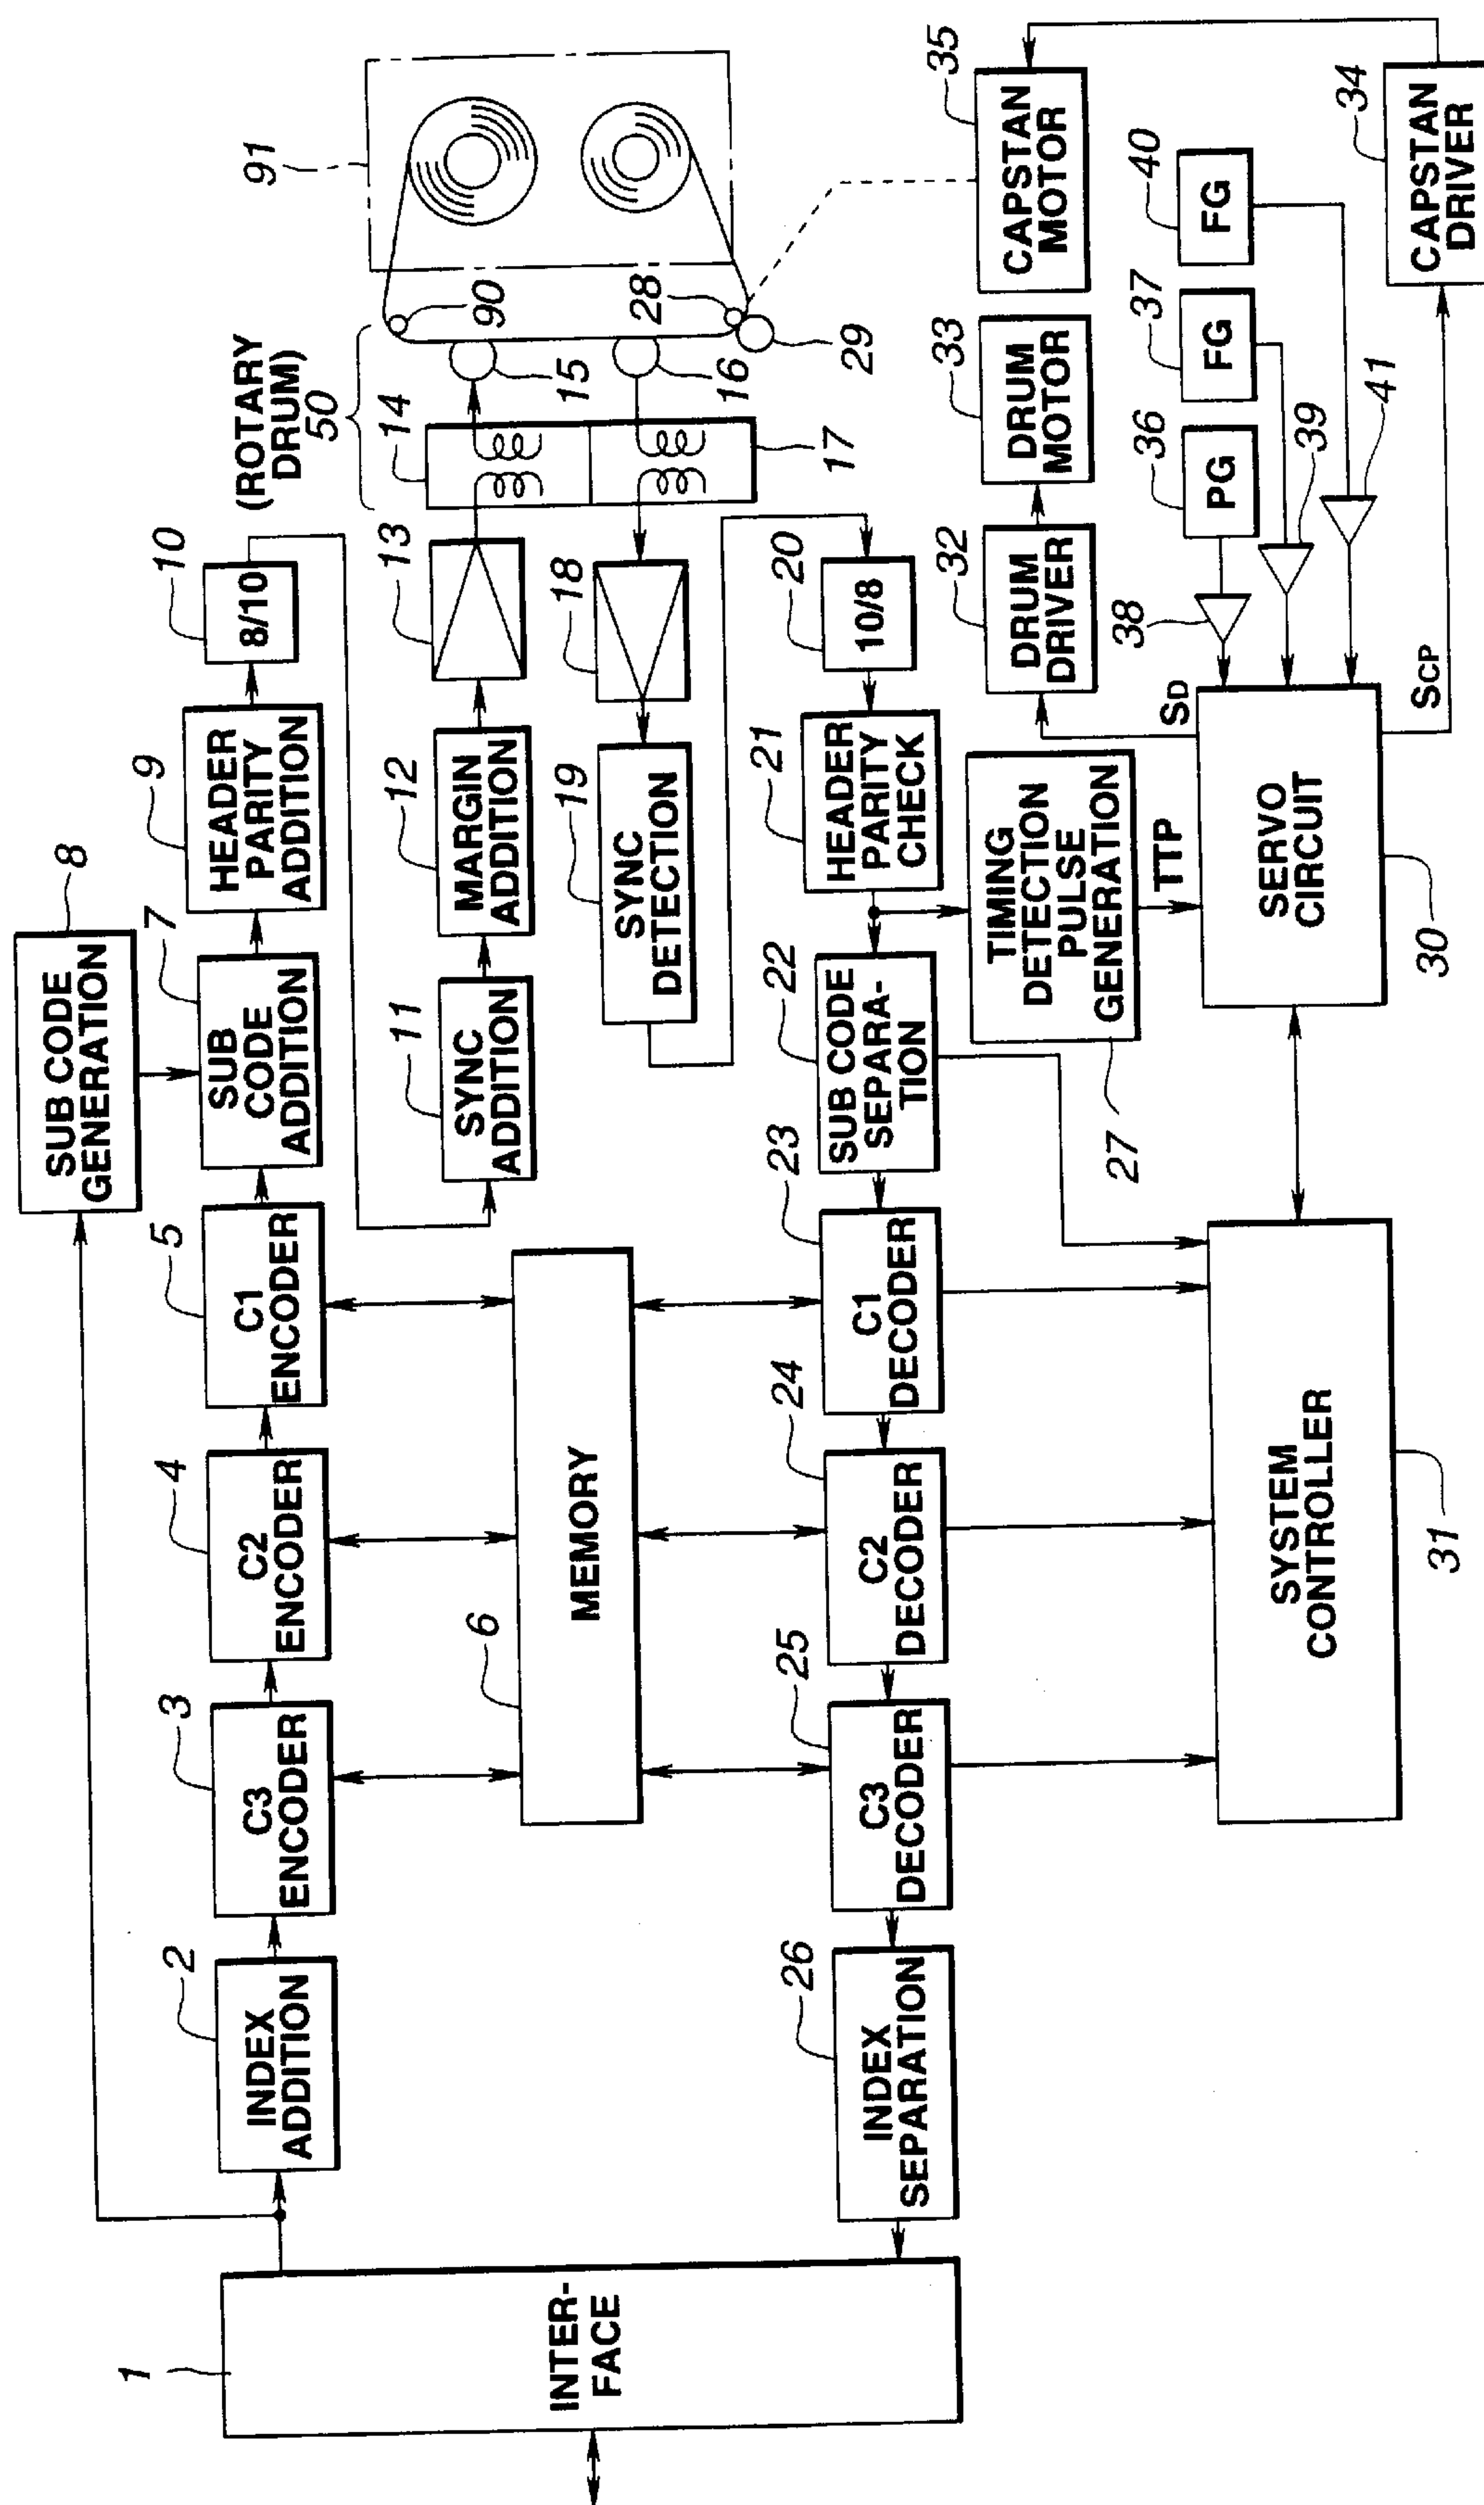 8
SUB CODE
GENERATION
1
INTER-
FACE
2
INDEX
ADDITION
3
C3
ENCODER
4
C2
ENCODER
5
C1
ENCODER
7
SUB
CODE
ADDITION
9
HEADER
PARITY
ADDITION
10
8/10
11
SYNC
ADDITION
12
MARGIN
ADDITION
13
(ROTARY
DRUM)
50
14
15
16
17
90
28
29
91
6
MEMORY
18
19
SYNC
DETECTION
20
10/8
21
HEADER
PARITY
CHECK
22
SUB CODE
SEPARA-
TION
23
C1
DECODER
24
C2
DECODER
25
C3
DECODER
26
INDEX
SEPARATION
27
TIMING
DETECTION
PULSE
GENERATION
TTP
30
SERVO
CIRCUIT
31
SYSTEM
CONTROLLER
SD
SCP
32
DRUM
DRIVER
33
DRUM
MOTOR
35
CAPSTAN
MOTOR
34
CAPSTAN
DRIVER
36
PG
37
FG
40
FG
38
39
41